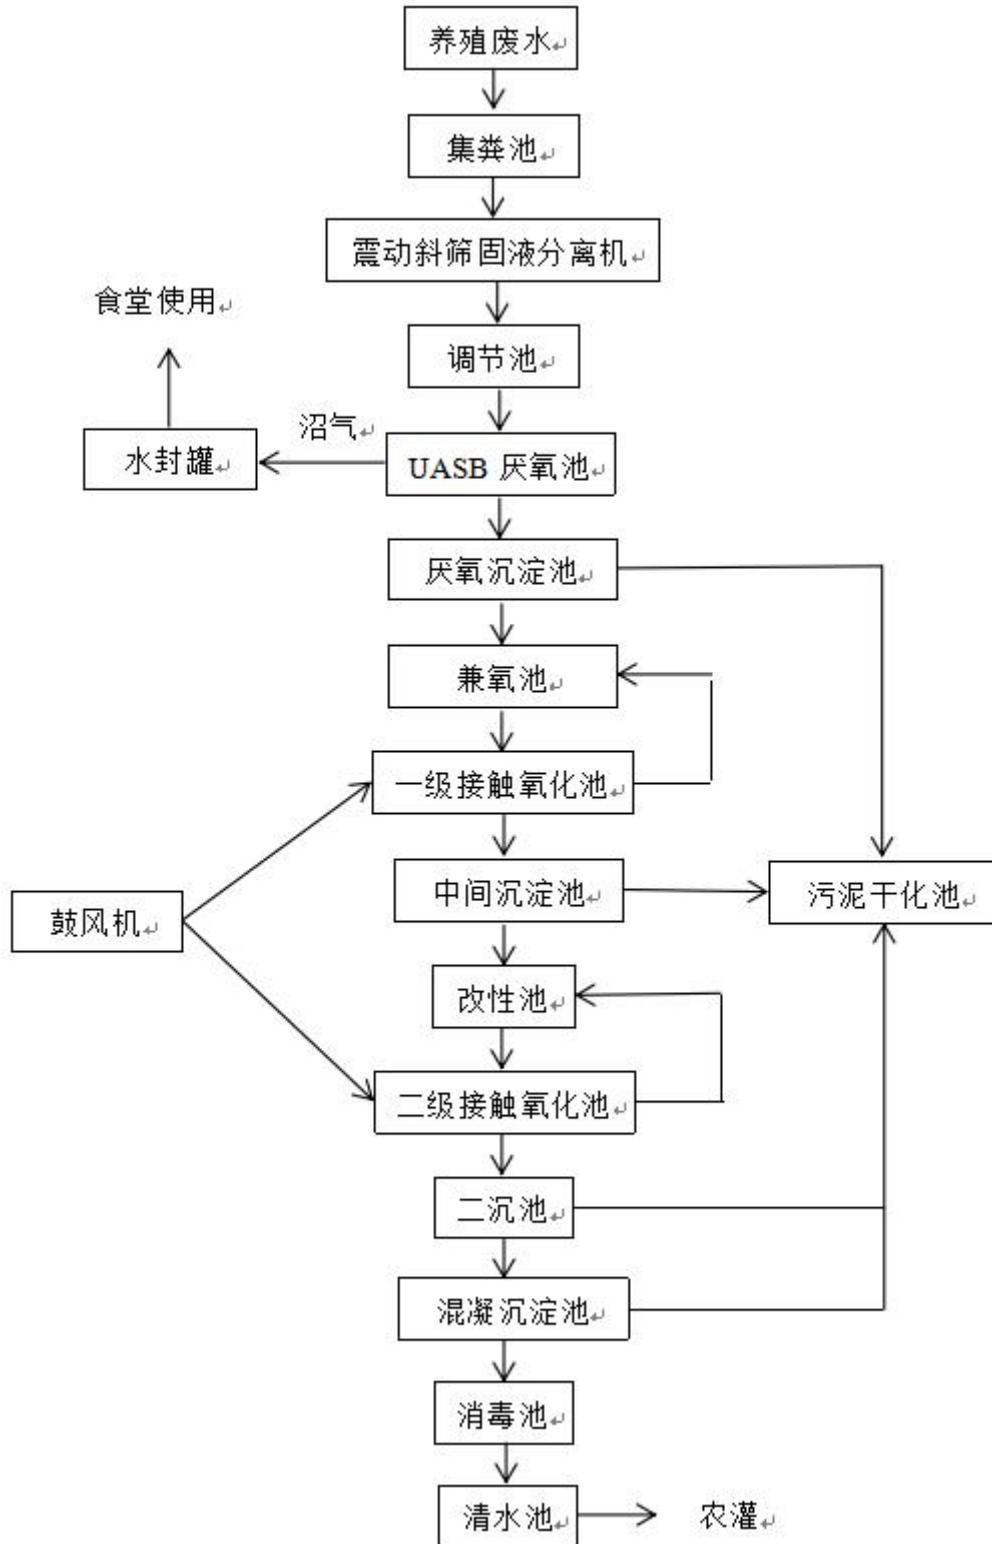 养殖废水
集粪池
震动斜筛固液分离机
食堂使用
调节池
沼气
水封罐
UASB 厌氧池
厌氧沉淀池
兼氧池
一级接触氧化池
中间沉淀池
污泥干化池
鼓风机
改性池
二级接触氧化池
二沉池
混凝沉淀池
消毒池
清水池
农灌